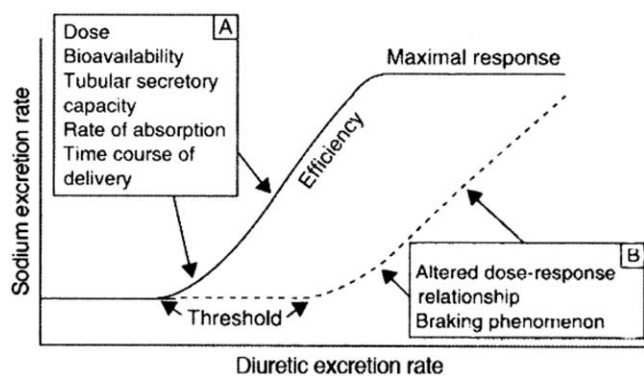 A
Dose
Bioavailability
Tubular secretory
capacity
Rate of absorption
Time course of
delivery
Maximal response
Efficiency
Sodium excretion rate
B
Altered dose-response
relationship
Braking phenomenon
Threshold
Diuretic excretion rate